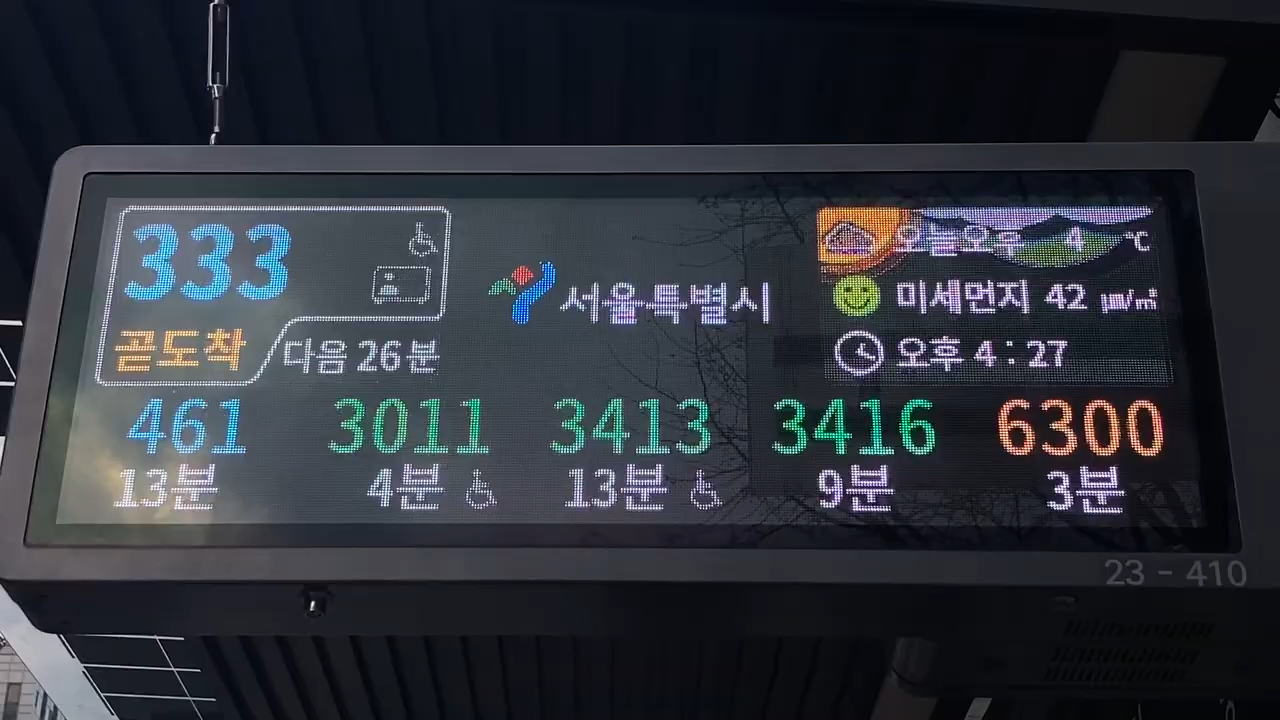 333
곧도착
다음 26분
서울특별시
오늘오후 4 ℃
미세먼지 42 ㎍/㎥
오후 4:27
461 3011 3413 3416 6300
13분 4분 13분 9분 3분
23 - 410